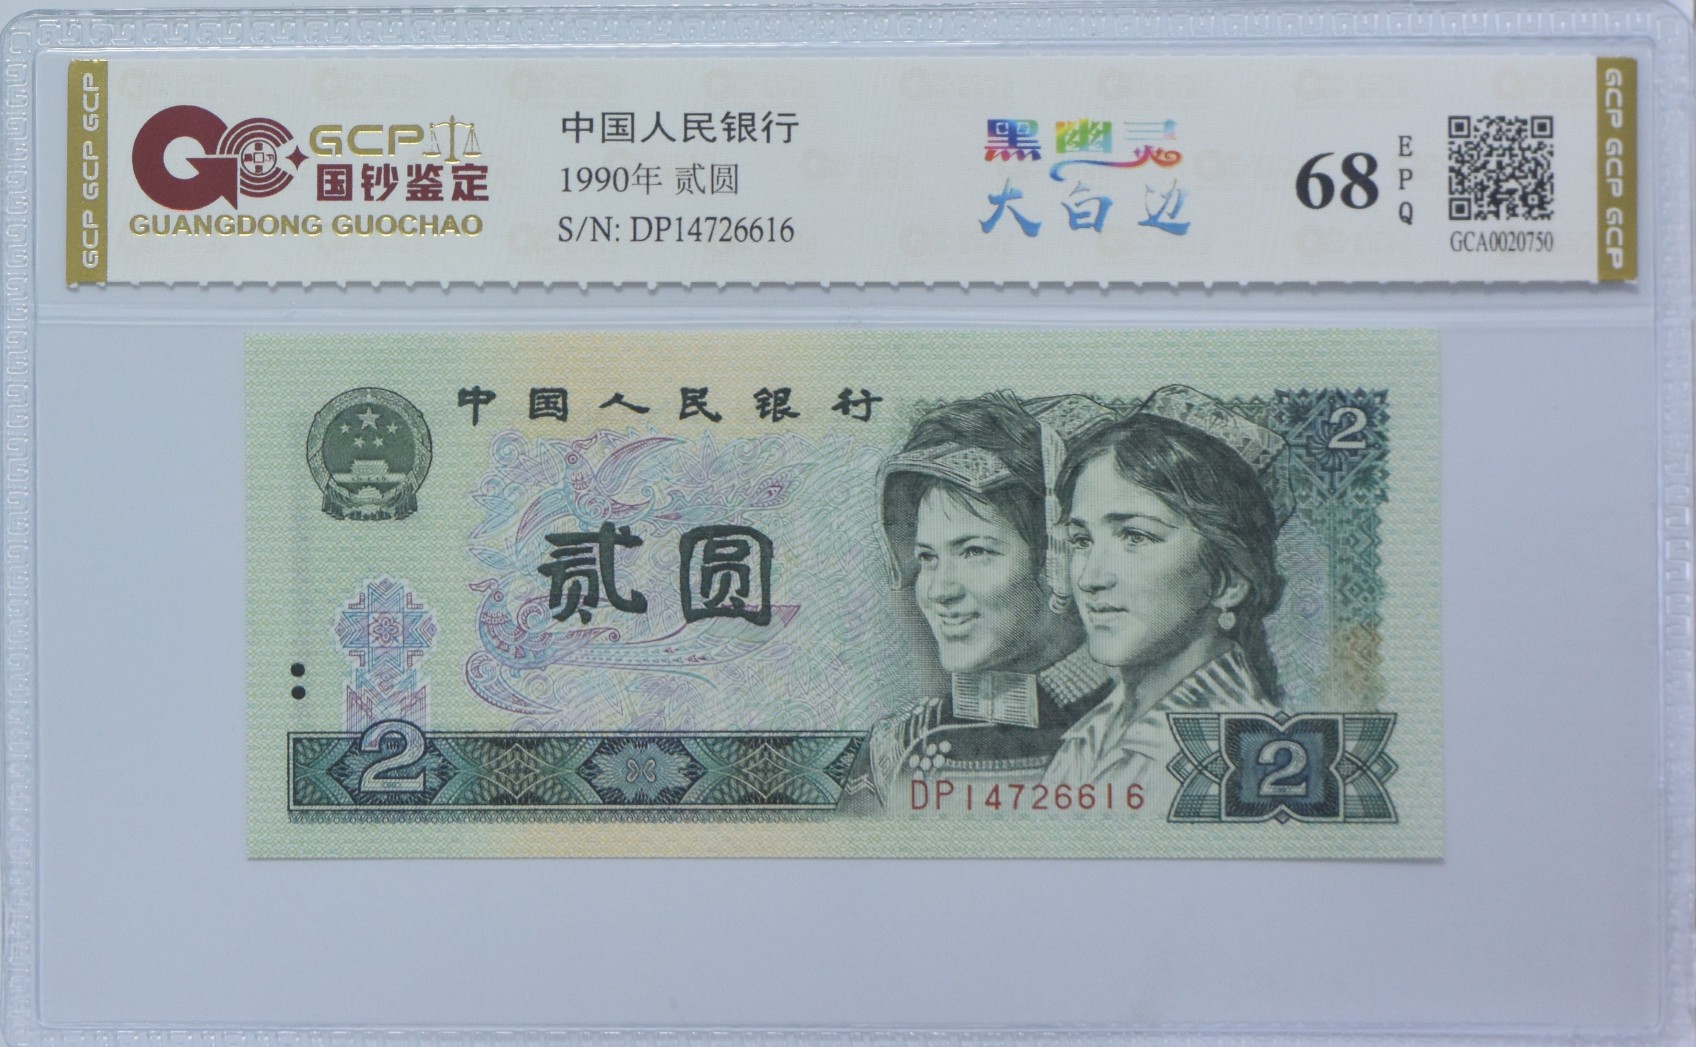 GCP GCP GCP
GCP
国钞鉴定
GUANGDONG GUOCHAO
中国人民银行
1990年 贰圆
S/N: DP14726616
黑幽灵
大白边
68
EPQ
GCA0020750
GCP GCP GCP
中国人民银行
2
贰圆
2
DP14726616
2